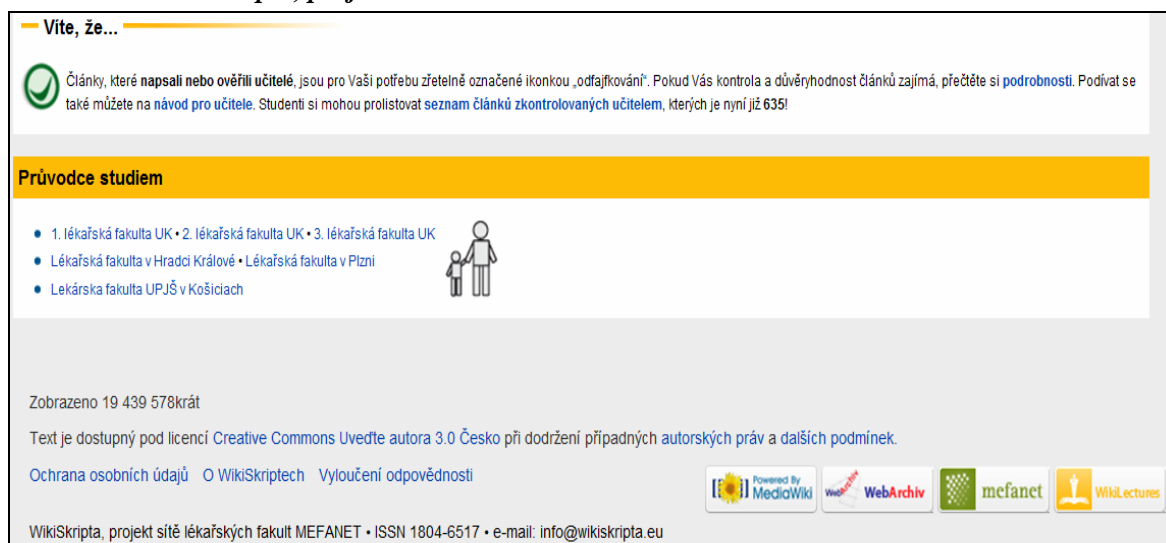 Víte, že...
Články, které napsali nebo ověřili učitelé, jsou pro Vaši potřebu zřetelně označené ikonkou „odfajfkování“. Pokud Vás kontrola a důvěryhodnost článků zajímá, přečtěte si podrobnosti. Podívat se
také můžete na návod pro učitele. Studenti si mohou prolistovat seznam článků zkontrolovaných učitelem, kterých je nyní již 635!
Průvodce studiem
1. lékařská fakulta UK • 2. lékařská fakulta UK • 3. lékařská fakulta UK
Lékařská fakulta v Hradci Králové • Lékařská fakulta v Plzni
Lekárska fakulta UPJŠ v Košiciach
Zobrazeno 19 439 578krát
Text je dostupný pod licencí Creative Commons Uveďte autora 3.0 Česko při dodržení případných autorských práv a dalších podmínek.
Ochrana osobních údajů O WikiSkriptech Vyloučení odpovědnosti
Powered By MediaWiki WebArchiv WebArchiv mefanet WikiLectures
WikiSkripta, projekt sítě lékařských fakult MEFANET • ISSN 1804-6517 • e-mail: info@wikiskripta.eu